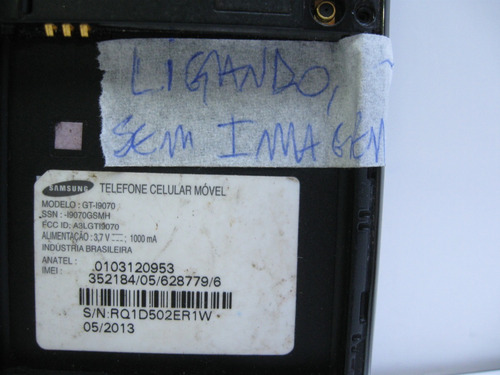 LIGANDO,
SEM IMAGEM
SAMSUNG TELEFONE CELULAR MÓVEL
MODELO : GT-I9070
SSN : -I9070GSMH
FCC ID: A3LGTI9070
ALIMENTAÇÃO : 3,7 V ⎓ ; 1000 mA
INDÚSTRIA BRASILEIRA
ANATEL : 0103120953
IMEI : 352184/05/628779/6
S/N:RQ1D502ER1W
05/2013